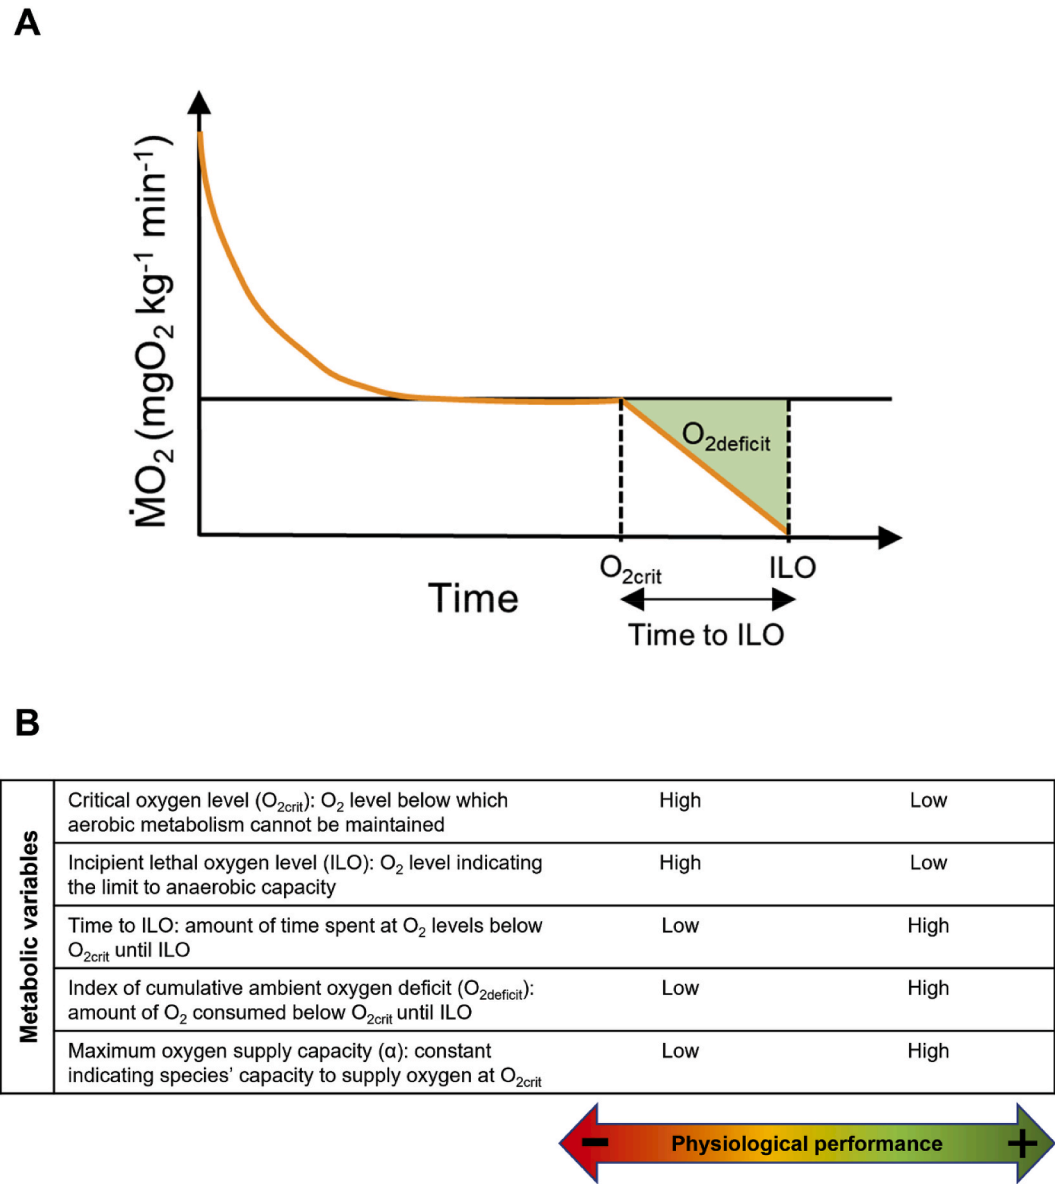 A
ṀO₂ (mgO₂ kg⁻¹ min⁻¹)
O₂deficit
O₂crit
ILO
Time
Time to ILO
B
Metabolic variables
Critical oxygen level (O₂crit): O₂ level below which
aerobic metabolism cannot be maintained
High
Low
Incipient lethal oxygen level (ILO): O₂ level indicating
the limit to anaerobic capacity
High
Low
Time to ILO: amount of time spent at O₂ levels below
O₂crit until ILO
Low
High
Index of cumulative ambient oxygen deficit (O₂deficit):
amount of O₂ consumed below O₂crit until ILO
Low
High
Maximum oxygen supply capacity (α): constant
indicating species’ capacity to supply oxygen at O₂crit
Low
High
− Physiological performance +